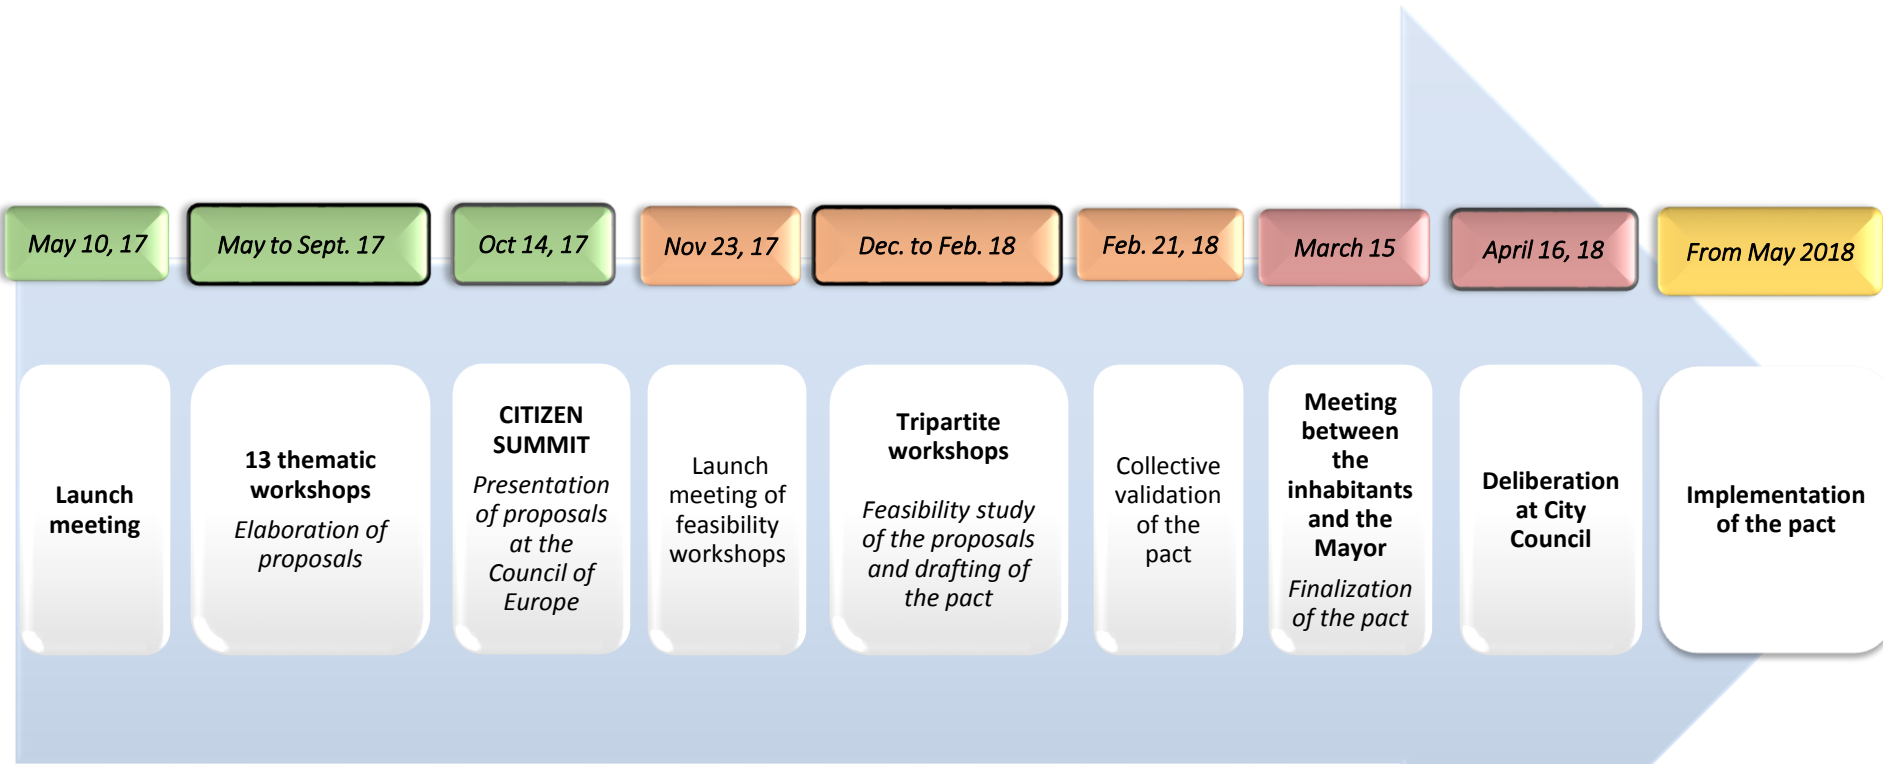 May 10, 17
May to Sept. 17
Oct 14, 17
Nov 23, 17
Dec. to Feb. 18
Feb. 21, 18
March 15
April 16, 18
From May 2018
Launch
meeting
13 thematic
workshops
Elaboration of
proposals
CITIZEN
SUMMIT
Presentation
of proposals
at the
Council of
Europe
Launch
meeting of
feasibility
workshops
Tripartite
workshops
Feasibility study
of the proposals
and drafting of
the pact
Collective
validation
of the
pact
Meeting
between
the
inhabitants
and the
Mayor
Finalization
of the pact
Deliberation
at City
Council
Implementation
of the pact